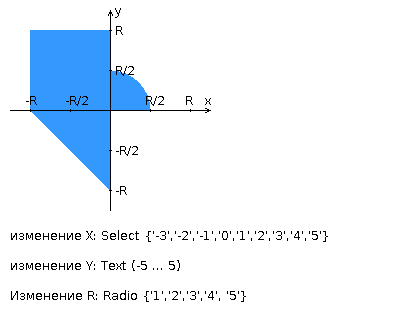 y
R
R/2
-R -R/2 R/2 R x
-R/2
-R
изменение X: Select {'-3','-2','-1','0','1','2','3','4','5'}
изменение Y: Text (-5 ... 5)
Изменение R: Radio {'1','2','3','4', '5'}